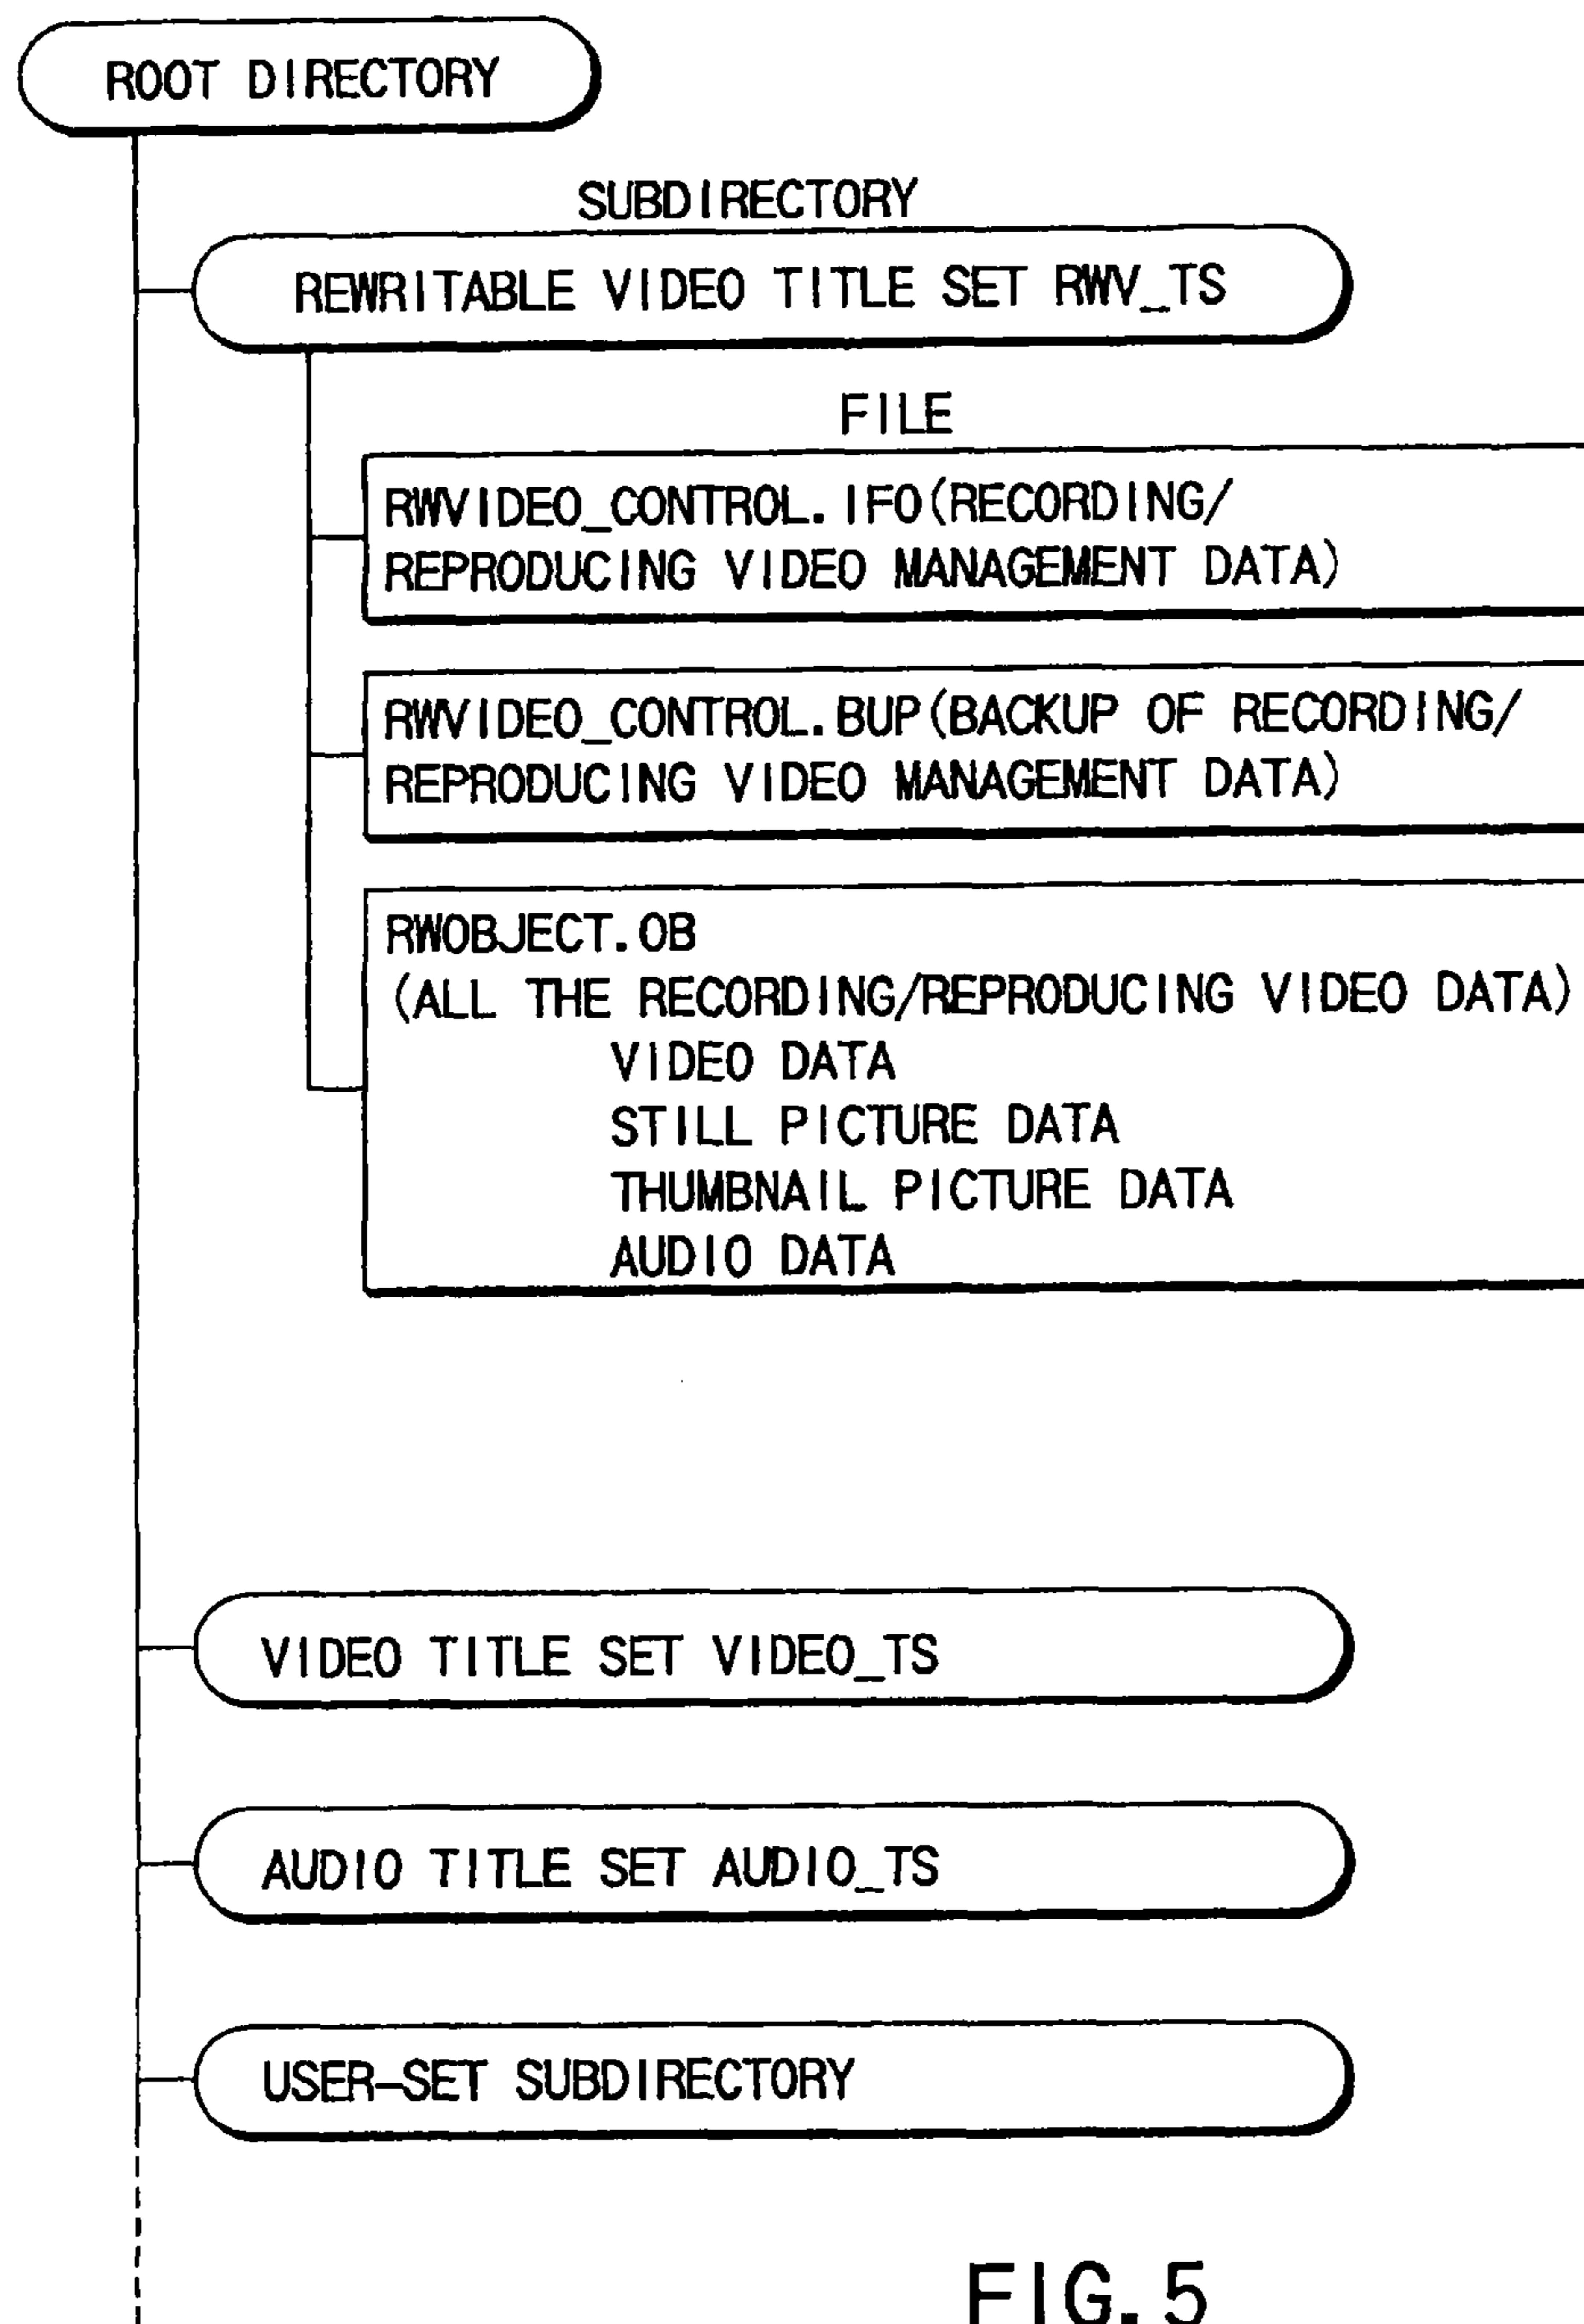 ROOT DIRECTORY
SUBDIRECTORY
REWRITABLE VIDEO TITLE SET RWV_TS
FILE
RWVIDEO_CONTROL.IFO(RECORDING/
REPRODUCING VIDEO MANAGEMENT DATA)
RWVIDEO_CONTROL.BUP(BACKUP OF RECORDING/
REPRODUCING VIDEO MANAGEMENT DATA)
RWOBJECT.OB
(ALL THE RECORDING/REPRODUCING VIDEO DATA)
VIDEO DATA
STILL PICTURE DATA
THUMBNAIL PICTURE DATA
AUDIO DATA
VIDEO TITLE SET VIDEO_TS
AUDIO TITLE SET AUDIO_TS
USER-SET SUBDIRECTORY
FIG.5